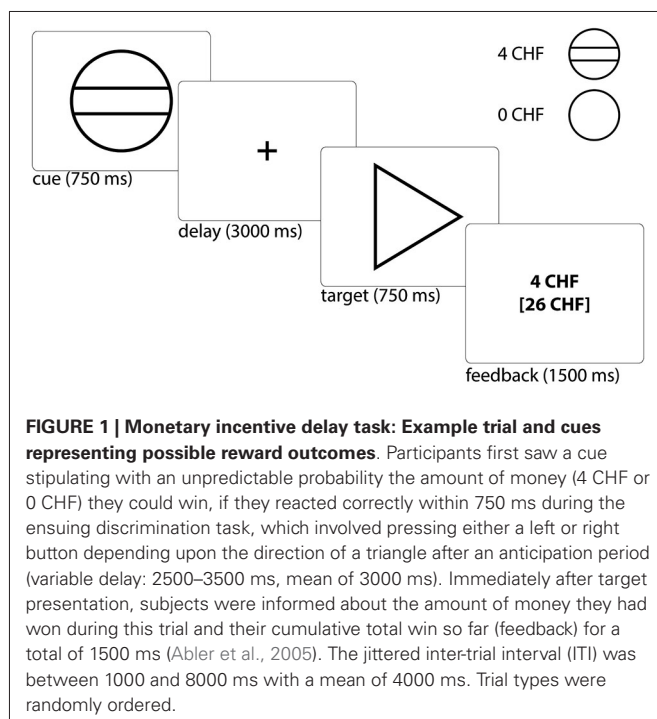 4 CHF
0 CHF
cue (750 ms)
+
delay (3000 ms)
target (750 ms)
4 CHF
[26 CHF]
feedback (1500 ms)
FIGURE 1 | Monetary incentive delay task: Example trial and cues
representing possible reward outcomes. Participants first saw a cue
stipulating with an unpredictable probability the amount of money (4 CHF or
0 CHF) they could win, if they reacted correctly within 750 ms during the
ensuing discrimination task, which involved pressing either a left or right
button depending upon the direction of a triangle after an anticipation period
(variable delay: 2500–3500 ms, mean of 3000 ms). Immediately after target
presentation, subjects were informed about the amount of money they had
won during this trial and their cumulative total win so far (feedback) for a
total of 1500 ms (Abler et al., 2005). The jittered inter-trial interval (ITI) was
between 1000 and 8000 ms with a mean of 4000 ms. Trial types were
randomly ordered.